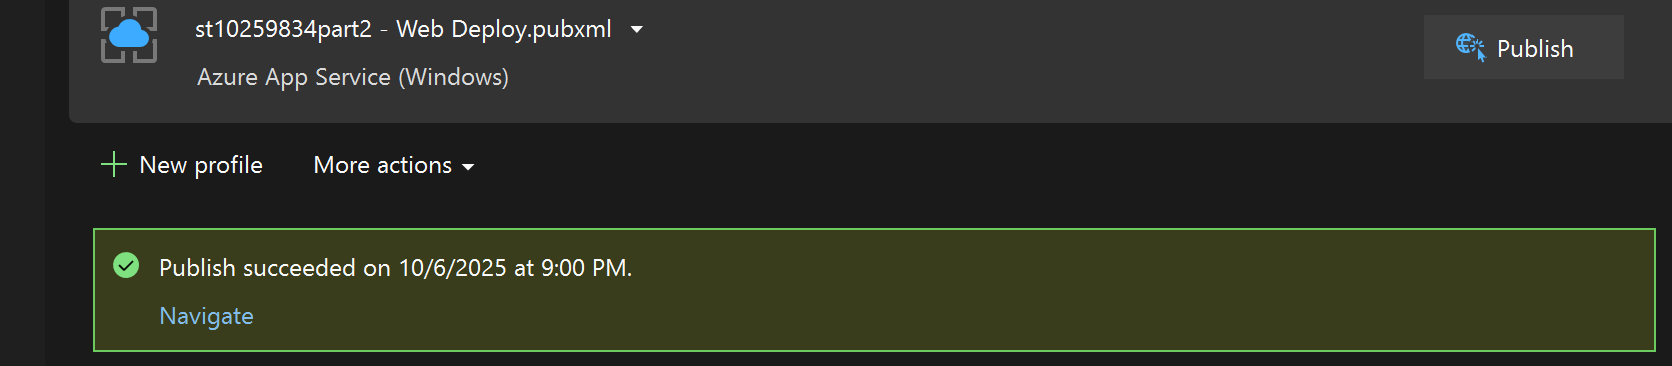 st10259834part2 - Web Deploy.pubxml
Azure App Service (Windows)
Publish
New profile
More actions
Publish succeeded on 10/6/2025 at 9:00 PM.
Navigate